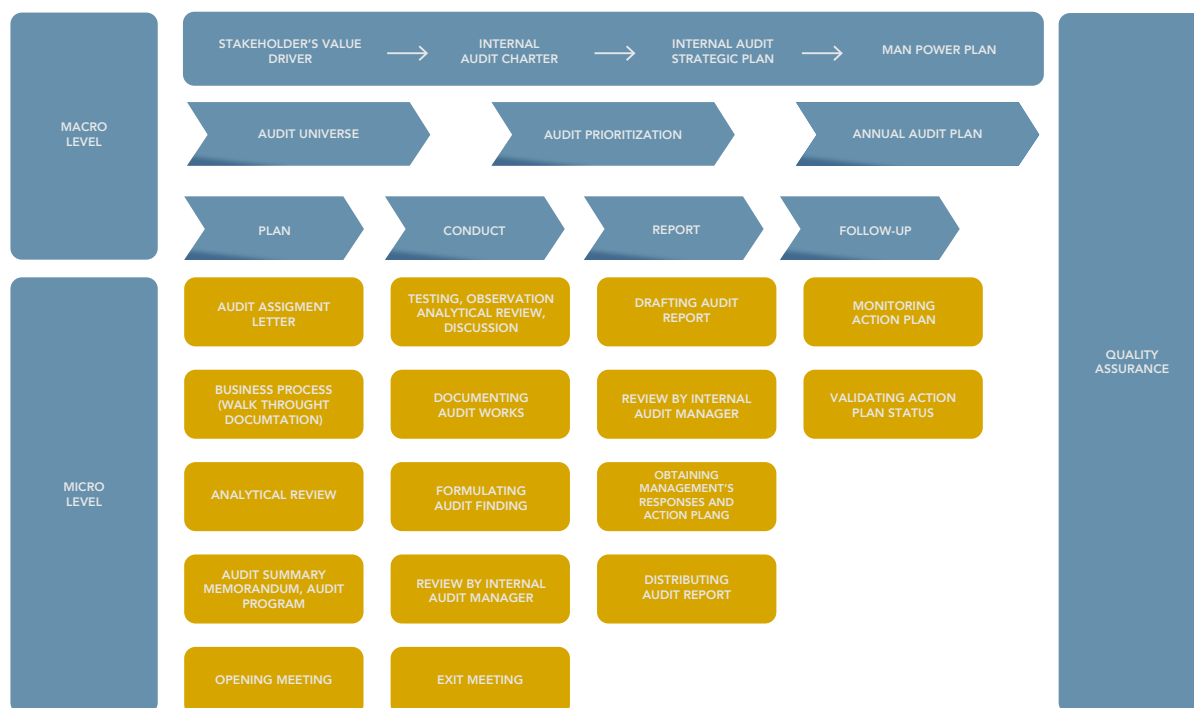 MACRO
LEVEL
STAKEHOLDER'S VALUE
DRIVER
INTERNAL
AUDIT CHARTER
INTERNAL AUDIT
STRATEGIC PLAN
MAN POWER PLAN
AUDIT UNIVERSE
AUDIT PRIORITIZATION
ANNUAL AUDIT PLAN
PLAN
CONDUCT
REPORT
FOLLOW-UP
MICRO
LEVEL
AUDIT ASSIGMENT
LETTER
TESTING, OBSERVATION
ANALYTICAL REVIEW,
DISCUSSION
DRAFTING AUDIT
REPORT
MONITORING
ACTION PLAN
BUSINESS PROCESS
(WALK THROUGHT
DOCUMTATION)
DOCUMENTING
AUDIT WORKS
REVIEW BY INTERNAL
AUDIT MANAGER
VALIDATING ACTION
PLAN STATUS
ANALYTICAL REVIEW
FORMULATING
AUDIT FINDING
OBTAINING
MANAGEMENT'S
RESPONSES AND
ACTION PLANG
AUDIT SUMMARY
MEMORANDUM, AUDIT
PROGRAM
REVIEW BY INTERNAL
AUDIT MANAGER
DISTRIBUTING
AUDIT REPORT
OPENING MEETING
EXIT MEETING
QUALITY
ASSURANCE